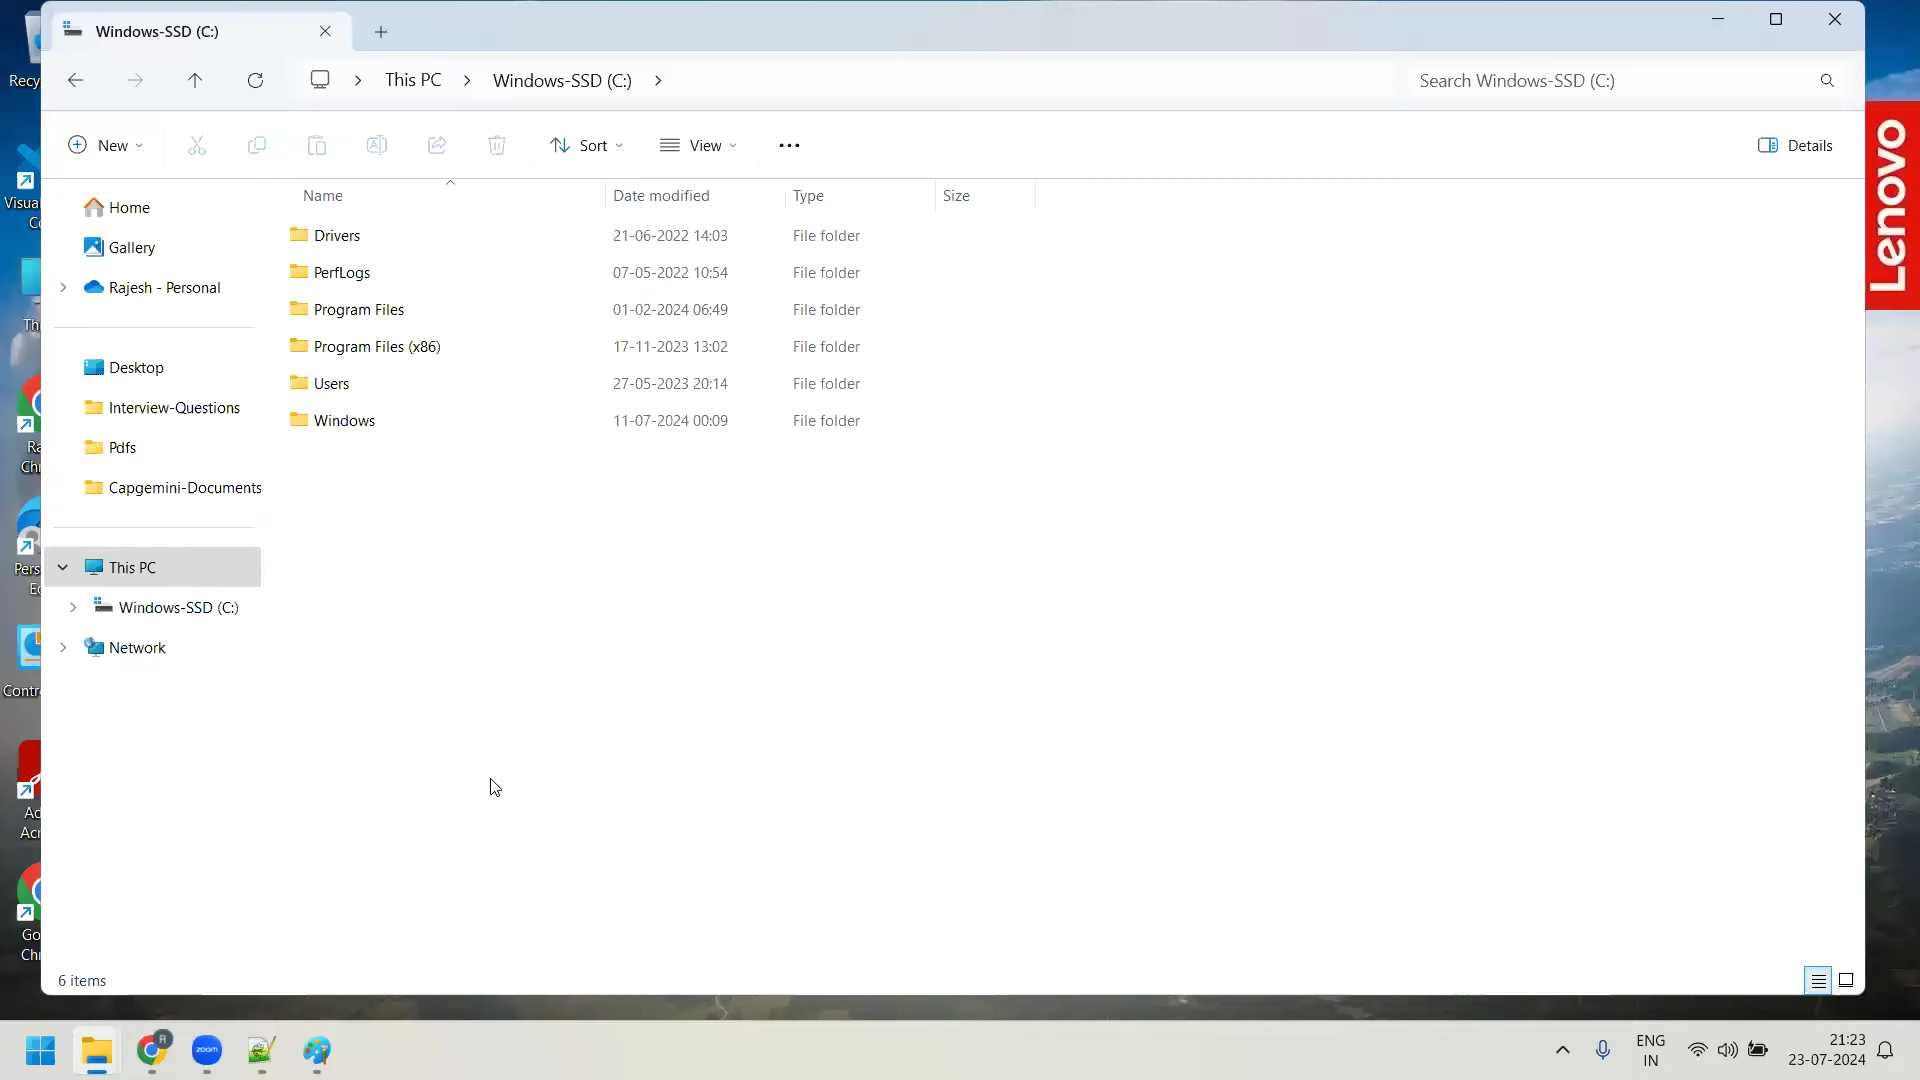 Windows-SSD (C:)
This PC
Windows-SSD (C:)
Search Windows-SSD (C:)
New
Sort
View
Details
Name
Date modified
Type
Size
Home
Gallery
Rajesh - Personal
Desktop
Interview-Questions
Pdfs
Capgemini-Documents
This PC
Windows-SSD (C:)
Network
Drivers 21-06-2022 14:03 File folder
PerfLogs 07-05-2022 10:54 File folder
Program Files 01-02-2024 06:49 File folder
Program Files (x86) 17-11-2023 13:02 File folder
Users 27-05-2023 20:14 File folder
Windows 11-07-2024 00:09 File folder
6 items
Lenovo
zoom
R
ENG
IN
21:23
23-07-2024